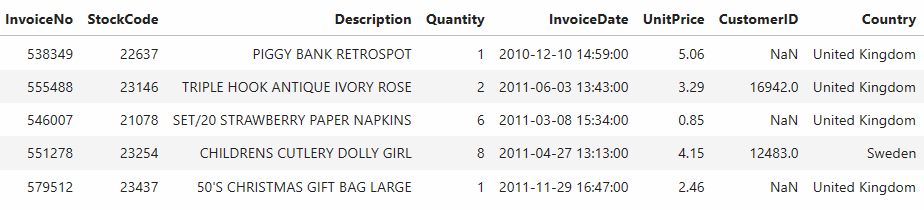 InvoiceNo StockCode Description Quantity InvoiceDate UnitPrice CustomerID Country
538349 22637 PIGGY BANK RETROSPOT 1 2010-12-10 14:59:00 5.06 NaN United Kingdom
555488 23146 TRIPLE HOOK ANTIQUE IVORY ROSE 2 2011-06-03 13:43:00 3.29 16942.0 United Kingdom
546007 21078 SET/20 STRAWBERRY PAPER NAPKINS 6 2011-03-08 15:34:00 0.85 NaN United Kingdom
551278 23254 CHILDRENS CUTLERY DOLLY GIRL 8 2011-04-27 13:13:00 4.15 12483.0 Sweden
579512 23437 50'S CHRISTMAS GIFT BAG LARGE 1 2011-11-29 16:47:00 2.46 NaN United Kingdom